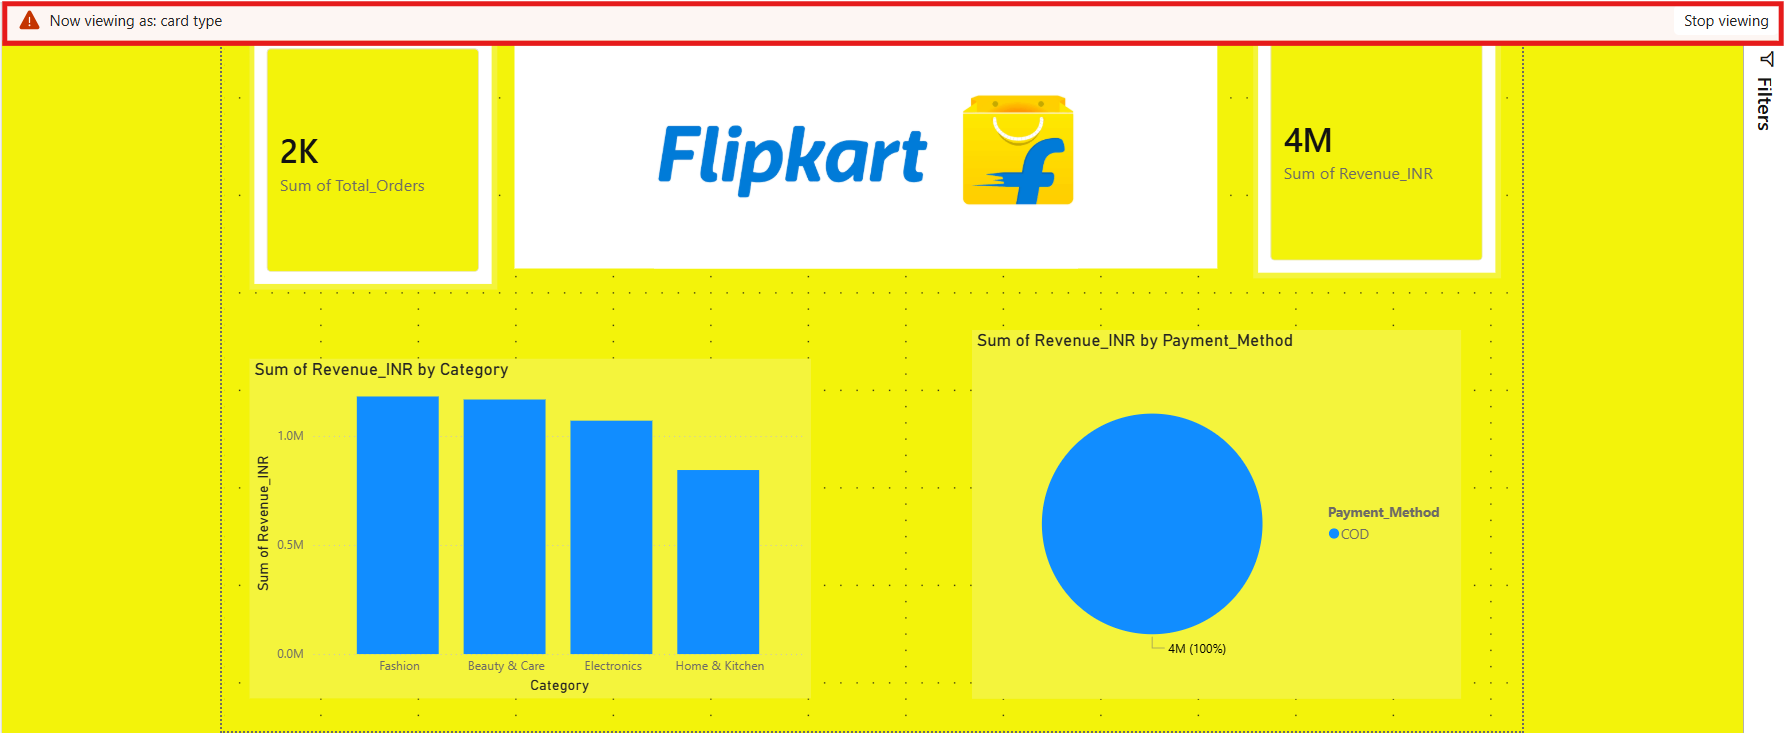 Now viewing as: card type
Stop viewing
Filters
2K
Sum of Total_Orders
Flipkart
f
4M
Sum of Revenue_INR
Sum of Revenue_INR by Category
Sum of Revenue_INR
1.0M
0.5M
0.0M
Fashion
Beauty & Care
Electronics
Home & Kitchen
Category
Sum of Revenue_INR by Payment_Method
Payment_Method
COD
4M (100%)